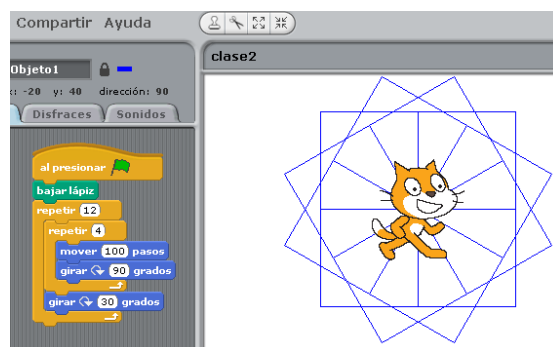 Compartir Ayuda
clase2
Objeto1
x: -20 y: 40 dirección: 90
Disfraces Sonidos
al presionar
bajar lápiz
repetir 12
repetir 4
mover 100 pasos
girar 90 grados
girar 30 grados